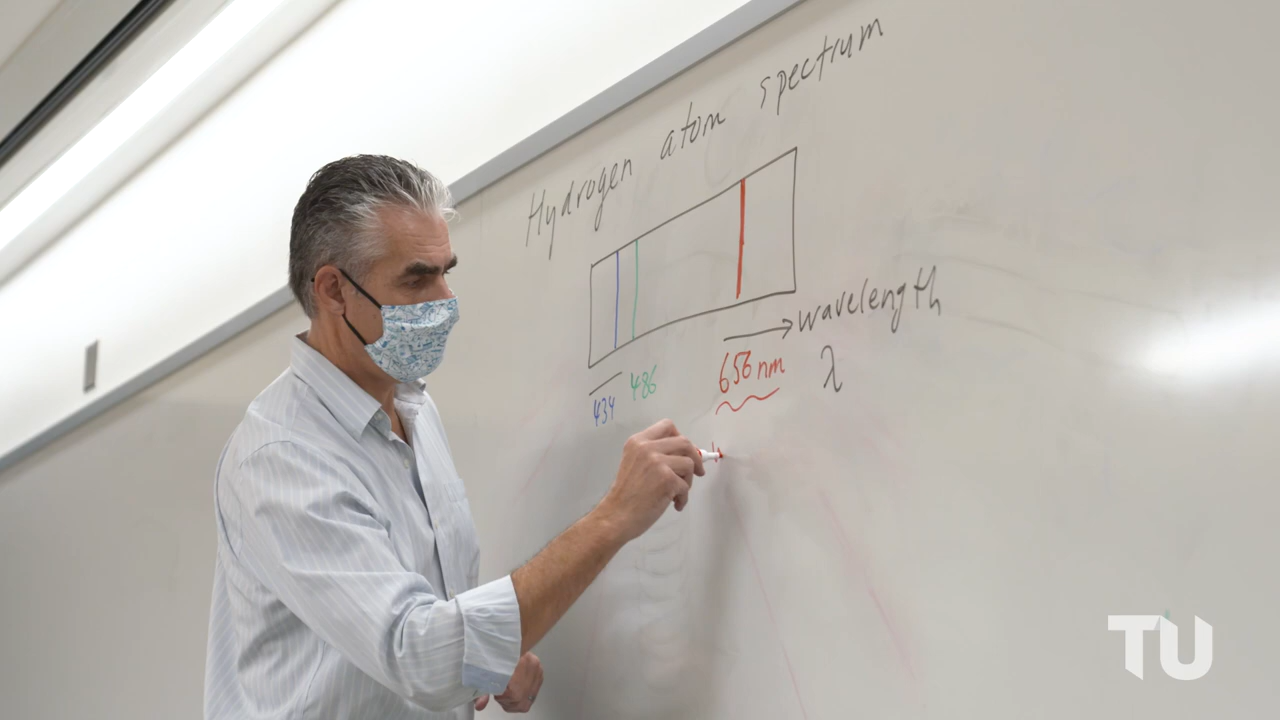 Hydrogen atom spectrum
wavelength
λ
434 486 656 nm
TU